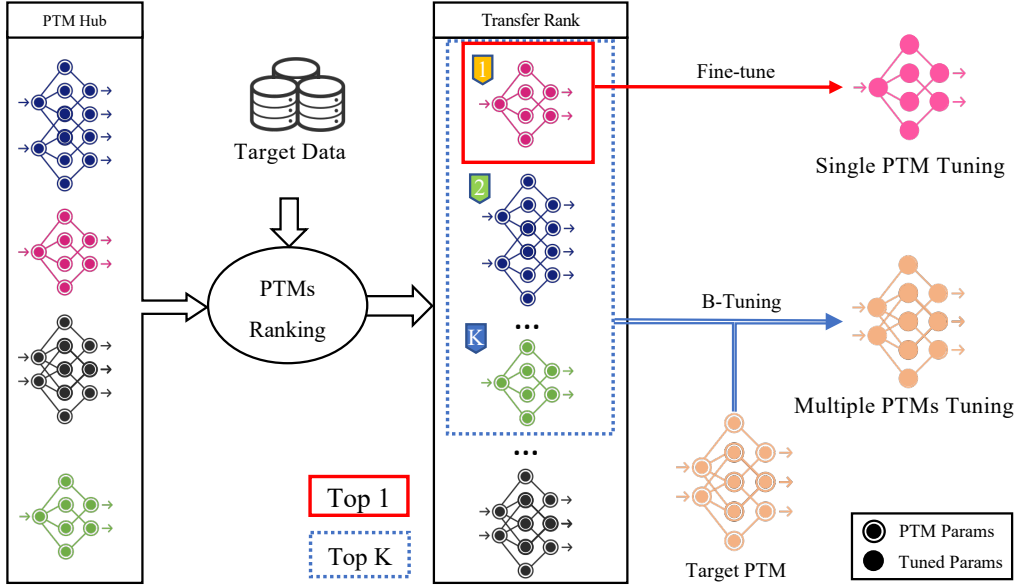 PTM Hub
Transfer Rank
1
Fine-tune
Target Data
Single PTM Tuning
2
PTMs
Ranking
B-Tuning
...
K
Multiple PTMs Tuning
...
Top 1
Top K
Target PTM
PTM Params
Tuned Params